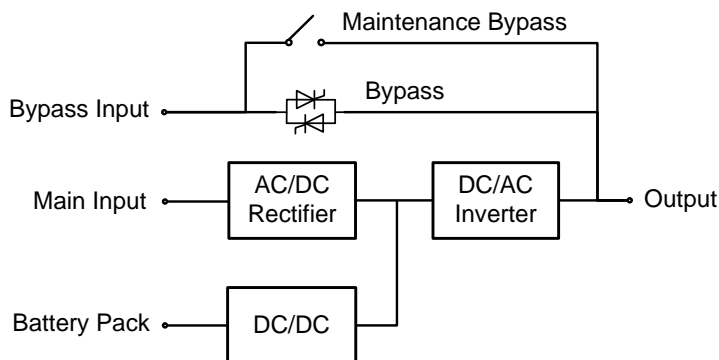 Maintenance Bypass
Bypass Input
Bypass
Main Input
AC/DC
Rectifier
DC/AC
Inverter
Output
Battery Pack
DC/DC